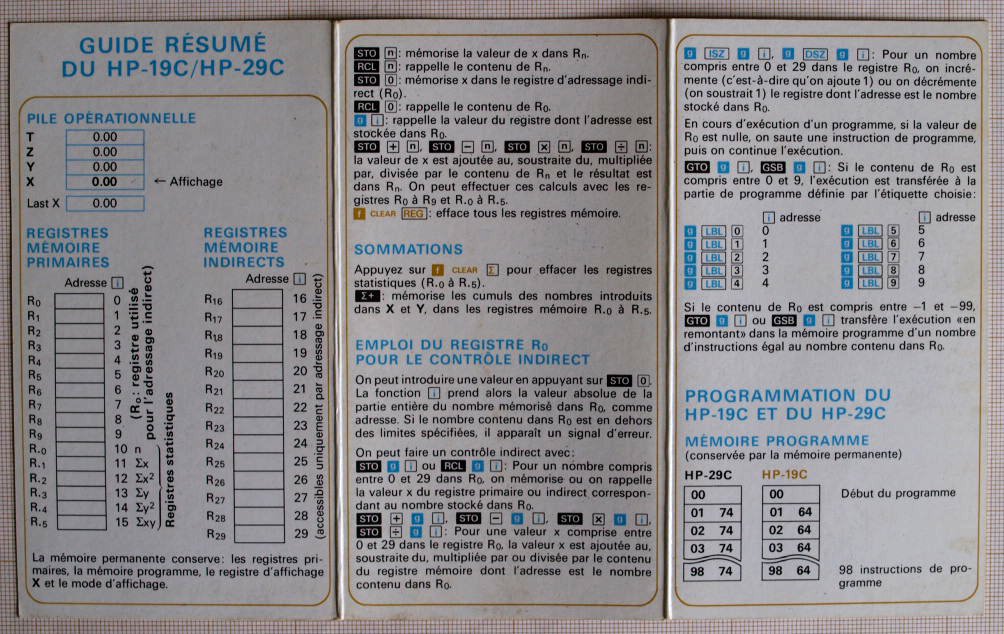 GUIDE RÉSUMÉ
DU HP-19C/HP-29C
PILE OPÉRATIONNELLE
T 0.00
Z 0.00
Y 0.00
X 0.00 ← Affichage
Last X 0.00
REGISTRES
MÉMOIRE
PRIMAIRES
Adresse i
R0 0
R1 1
R2 2
R3 3
R4 4
R5 5
R6 6
R7 7
R8 8
R9 9
R.0 10 n
R.1 11 Σx
R.2 12 Σx²
R.3 13 Σy
R.4 14 Σy²
R.5 15 Σxy
(R0: registre utilisé
pour l'adressage indirect)
Registres statistiques
REGISTRES
MÉMOIRE
INDIRECTS
Adresse i
R16 16
R17 17
R18 18
R19 19
R20 20
R21 21
R22 22
R23 23
R24 24
R25 25
R26 26
R27 27
R28 28
R29 29
(accessibles uniquement par adressage indirect)
La mémoire permanente conserve: les registres pri-
maires, la mémoire programme, le registre d'affichage
X et le mode d'affichage.
STO n: mémorise la valeur de x dans Rn.
RCL n: rappelle le contenu de Rn.
STO 0: mémorise x dans le registre d'adressage indi-
rect (R0).
RCL 0: rappelle le contenu de R0.
g i: rappelle la valeur du registre dont l'adresse est
stockée dans R0.
STO + n, STO − n, STO × n, STO ÷ n:
la valeur de x est ajoutée au, soustraite du, multipliée
par, divisée par le contenu de Rn et le résultat est
dans Rn. On peut effectuer ces calculs avec les re-
gistres R0 à R9 et R.0 à R.5.
f CLEAR REG: efface tous les registres mémoire.
SOMMATIONS
Appuyez sur f CLEAR Σ pour effacer les registres
statistiques (R.0 à R.5).
Σ+: mémorise les cumuls des nombres introduits
dans X et Y, dans les registres mémoire R.0 à R.5.
EMPLOI DU REGISTRE R0
POUR LE CONTRÔLE INDIRECT
On peut introduire une valeur en appuyant sur STO 0.
La fonction i prend alors la valeur absolue de la
partie entière du nombre mémorisé dans R0, comme
adresse. Si le nombre contenu dans R0 est en dehors
des limites spécifiées, il apparaît un signal d'erreur.
On peut faire un contrôle indirect avec:
STO g i ou RCL g i: Pour un nombre compris
entre 0 et 29 dans R0, on mémorise ou on rappelle
la valeur x du registre primaire ou indirect correspon-
dant au nombre stocké dans R0.
STO + g i, STO − g i, STO × g i,
STO ÷ g i: Pour une valeur x comprise entre
0 et 29 dans le registre R0, la valeur x est ajoutée au,
soustraite du, multipliée par ou divisée par le contenu
du registre mémoire dont l'adresse est le nombre
contenu dans R0.
g ISZ g i, g DSZ g i: Pour un nombre
compris entre 0 et 29 dans le registre R0, on incré-
mente (c'est-à-dire qu'on ajoute 1) ou on décrémente
(on soustrait 1) le registre dont l'adresse est le nombre
stocké dans R0.
En cours d'exécution d'un programme, si la valeur de
R0 est nulle, on saute une instruction de programme,
puis on continue l'exécution.
GTO g i, GSB g i: Si le contenu de R0 est
compris entre 0 et 9, l'exécution est transférée à la
partie de programme définie par l'étiquette choisie:
i adresse i adresse
g LBL 0 0 g LBL 5 5
g LBL 1 1 g LBL 6 6
g LBL 2 2 g LBL 7 7
g LBL 3 3 g LBL 8 8
g LBL 4 4 g LBL 9 9
Si le contenu de R0 est compris entre −1 et −99,
GTO g i ou GSB g i transfère l'exécution «en
remontant» dans la mémoire programme d'un nombre
d'instructions égal au nombre contenu dans R0.
PROGRAMMATION DU
HP-19C ET DU HP-29C
MÉMOIRE PROGRAMME
(conservée par la mémoire permanente)
HP-29C HP-19C
00 00 Début du programme
01 74 01 64
02 74 02 64
03 74 03 64
98 74 98 64 98 instructions de pro-
gramme